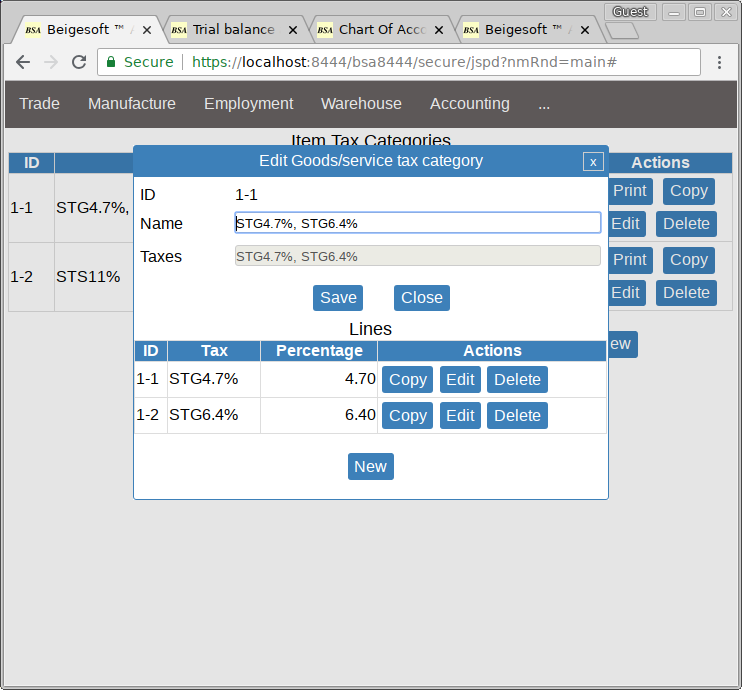 Guest
BSA Beigesoft ™
BSA Trial balance
BSA Chart Of Acc
BSA Beigesoft ™
Secure https://localhost:8444/bsa8444/secure/jspd?nmRnd=main#
Trade Manufacture Employment Warehouse Accounting ...
Item Tax Categories
ID Actions
1-1 STG4.7%, Print Copy
Edit Delete
1-2 STS11% Print Copy
Edit Delete
ew
Edit Goods/service tax category x
ID 1-1
Name STG4.7%, STG6.4%
Taxes STG4.7%, STG6.4%
Save Close
Lines
ID Tax Percentage Actions
1-1 STG4.7% 4.70 Copy Edit Delete
1-2 STG6.4% 6.40 Copy Edit Delete
New